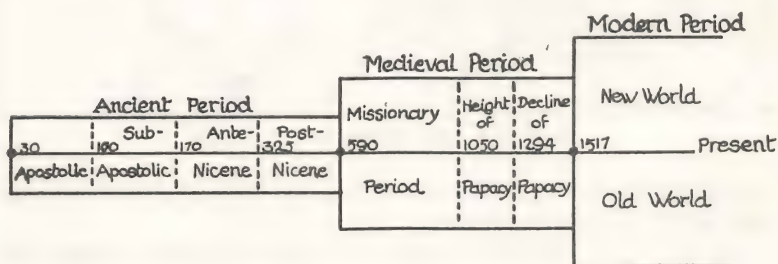 Modern Period
Medieval Period
Ancient Period
Missionary Height of Decline of
New World
Sub- Ante- Post-
30 100 170 325 590 1050 1294 1517 Present
Apostolic Apostolic Nicene Nicene
Period Papacy Papacy
Old World